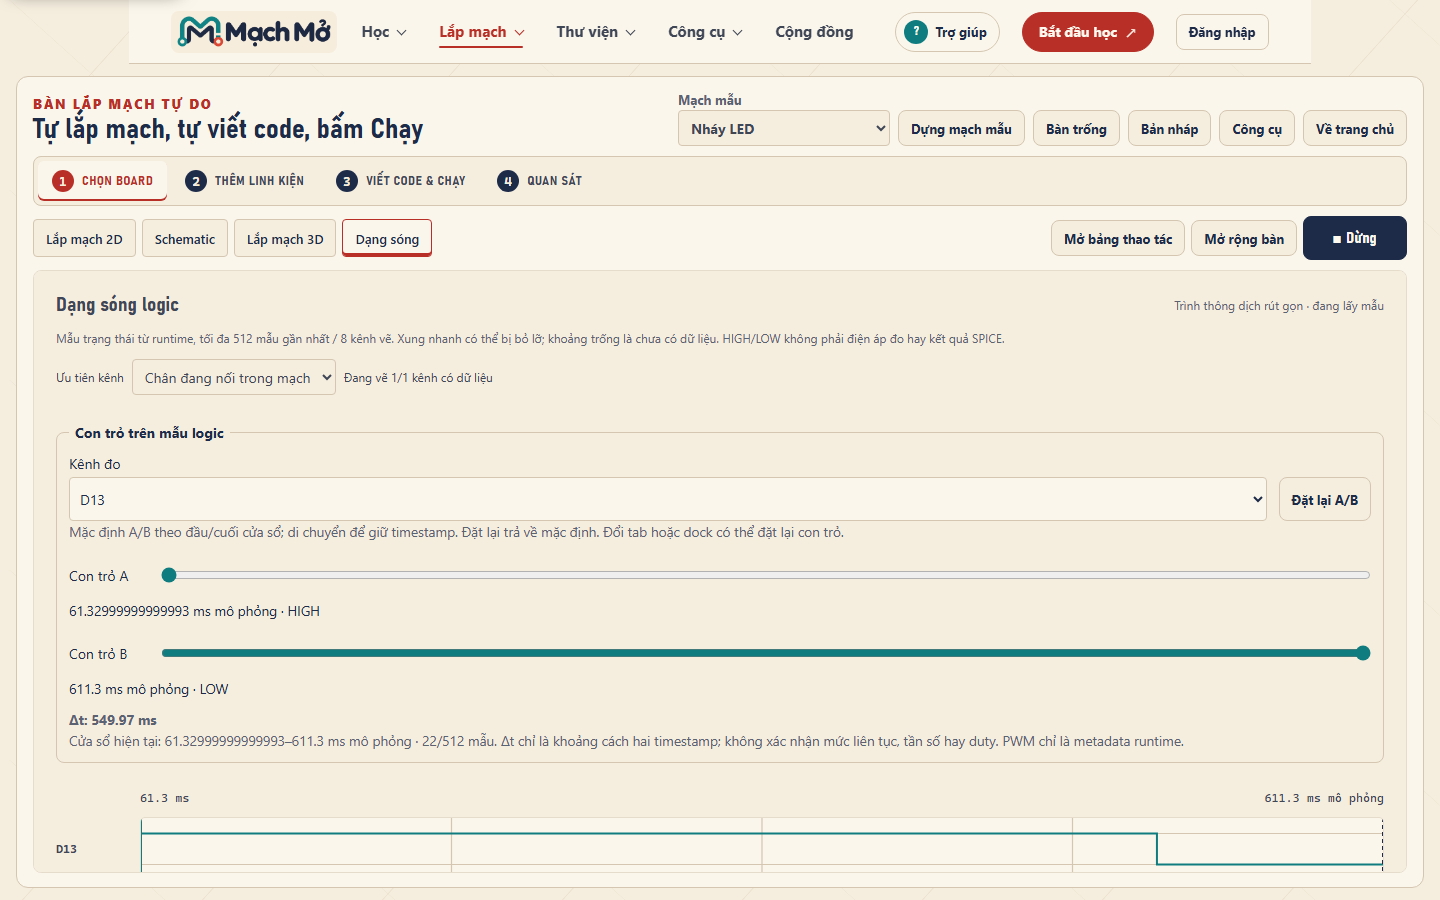 Mạch Mở
Học
Lắp mạch
Thư viện
Công cụ
Cộng đồng
? Trợ giúp
Bắt đầu học ↗
Đăng nhập
BÀN LẮP MẠCH TỰ DO
Tự lắp mạch, tự viết code, bấm Chạy
Mạch mẫu
Nháy LED
Dựng mạch mẫu
Bàn trống
Bản nháp
Công cụ
Về trang chủ
1 CHỌN BOARD
2 THÊM LINH KIỆN
3 VIẾT CODE & CHẠY
4 QUAN SÁT
Lắp mạch 2D
Schematic
Lắp mạch 3D
Dạng sóng
Mở bảng thao tác
Mở rộng bàn
■ Dừng
Dạng sóng logic
Trình thông dịch rút gọn · đang lấy mẫu
Mẫu trạng thái từ runtime, tối đa 512 mẫu gần nhất / 8 kênh vẽ. Xung nhanh có thể bị bỏ lỡ; khoảng trống là chưa có dữ liệu. HIGH/LOW không phải điện áp đo hay kết quả SPICE.
Ưu tiên kênh
Chân đang nối trong mạch
Đang vẽ 1/1 kênh có dữ liệu
Con trỏ trên mẫu logic
Kênh đo
D13
Đặt lại A/B
Mặc định A/B theo đầu/cuối cửa sổ; di chuyển để giữ timestamp. Đặt lại trả về mặc định. Đổi tab hoặc dock có thể đặt lại con trỏ.
Con trỏ A
61.32999999999993 ms mô phỏng · HIGH
Con trỏ B
611.3 ms mô phỏng · LOW
Δt: 549.97 ms
Cửa sổ hiện tại: 61.32999999999993–611.3 ms mô phỏng · 22/512 mẫu. Δt chỉ là khoảng cách hai timestamp; không xác nhận mức liên tục, tần số hay duty. PWM chỉ là metadata runtime.
61.3 ms
611.3 ms mô phỏng
D13